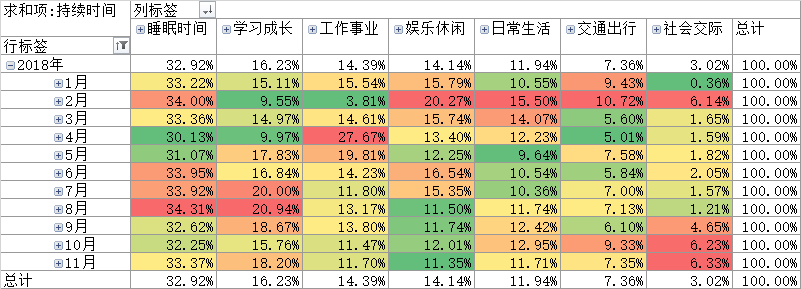 求和项:持续时间 列标签
行标签 睡眠时间 学习成长 工作事业 娱乐休闲 日常生活 交通出行 社会交际 总计
2018年 32.92% 16.23% 14.39% 14.14% 11.94% 7.36% 3.02% 100.00%
1月 33.22% 15.11% 15.54% 15.79% 10.55% 9.43% 0.36% 100.00%
2月 34.00% 9.55% 3.81% 20.27% 15.50% 10.72% 6.14% 100.00%
3月 33.36% 14.97% 14.61% 15.74% 14.07% 5.60% 1.65% 100.00%
4月 30.13% 9.97% 27.67% 13.40% 12.23% 5.01% 1.59% 100.00%
5月 31.07% 17.83% 19.81% 12.25% 9.64% 7.58% 1.82% 100.00%
6月 33.95% 16.84% 14.23% 16.54% 10.54% 5.84% 2.05% 100.00%
7月 33.92% 20.00% 11.80% 15.35% 10.36% 7.00% 1.57% 100.00%
8月 34.31% 20.94% 13.17% 11.50% 11.74% 7.13% 1.21% 100.00%
9月 32.62% 18.67% 13.80% 11.74% 12.42% 6.10% 4.65% 100.00%
10月 32.25% 15.76% 11.47% 12.01% 12.95% 9.33% 6.23% 100.00%
11月 33.37% 18.20% 11.70% 11.35% 11.71% 7.35% 6.33% 100.00%
总计 32.92% 16.23% 14.39% 14.14% 11.94% 7.36% 3.02% 100.00%